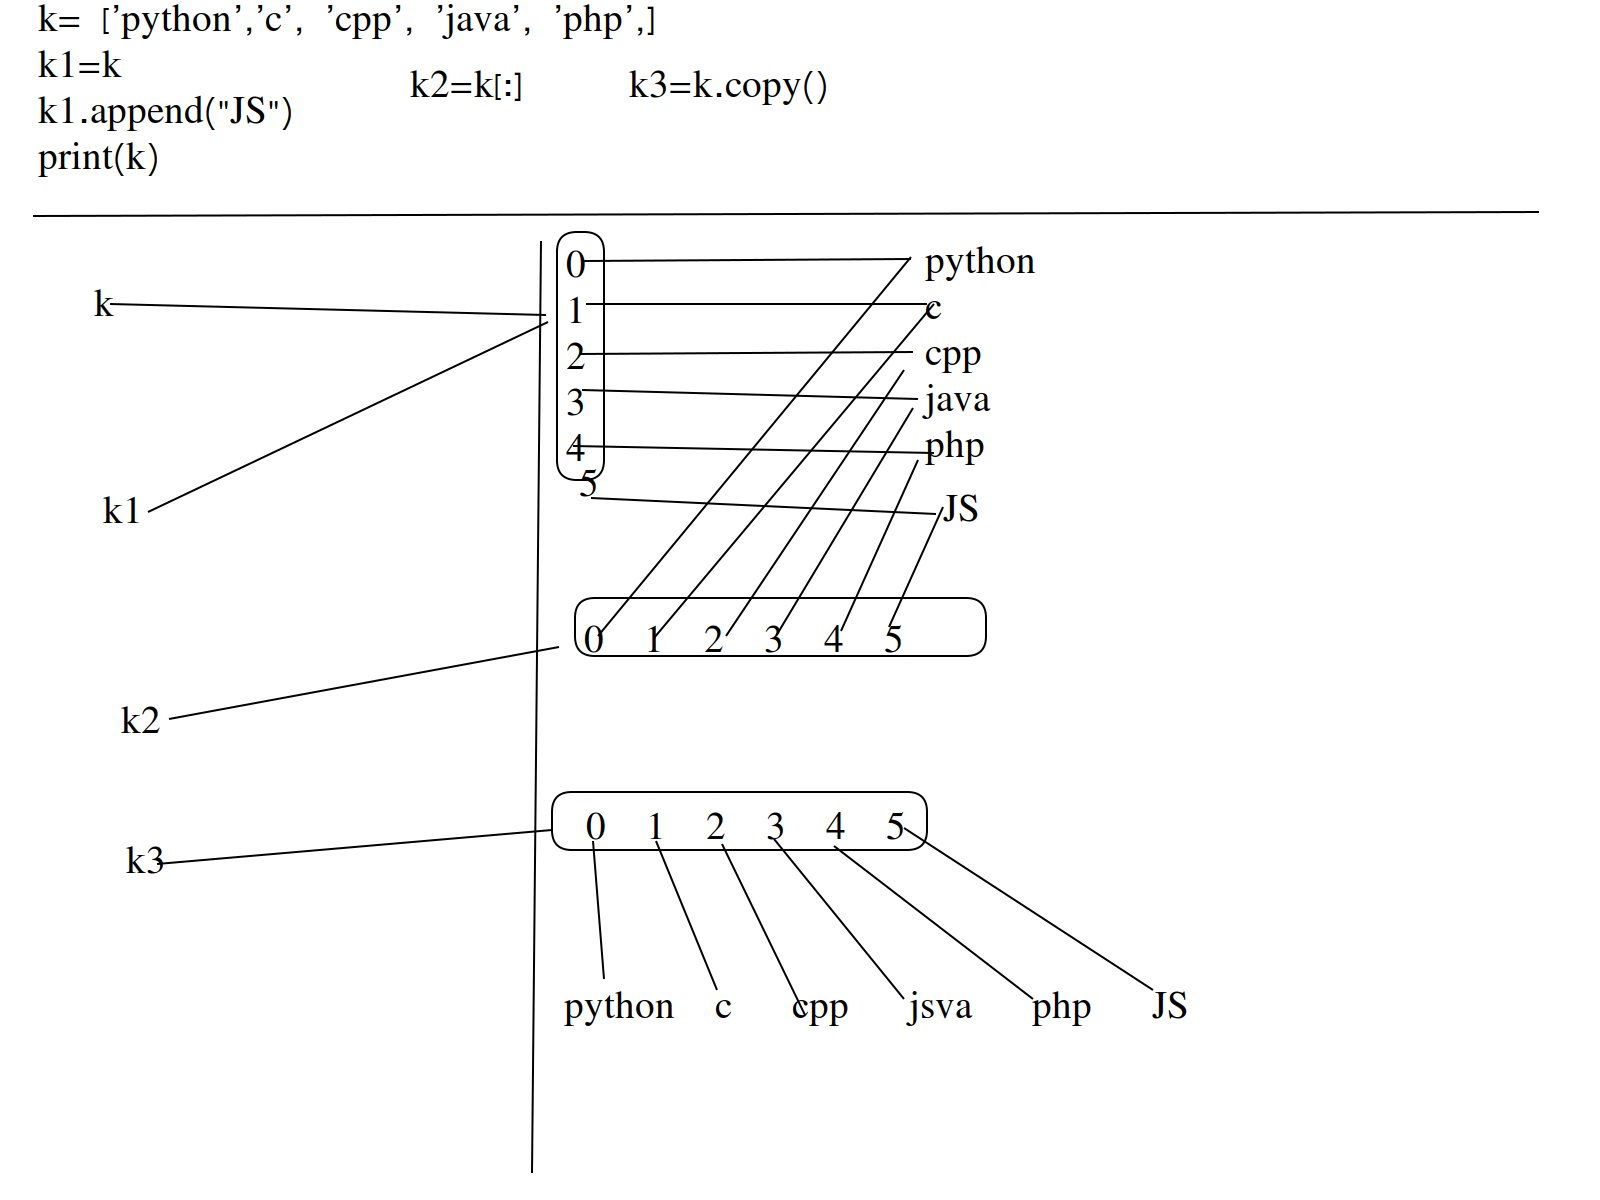 k= ['python','c', 'cpp', 'java', 'php',]
k1=k
k2=k[:] k3=k.copy()
k1.append("JS")
print(k)
0 python
k
1 c
2 cpp
3 java
4 php
5
k1
JS
0 1 2 3 4 5
k2
0 1 2 3 4 5
k3
python c cpp jsva php JS